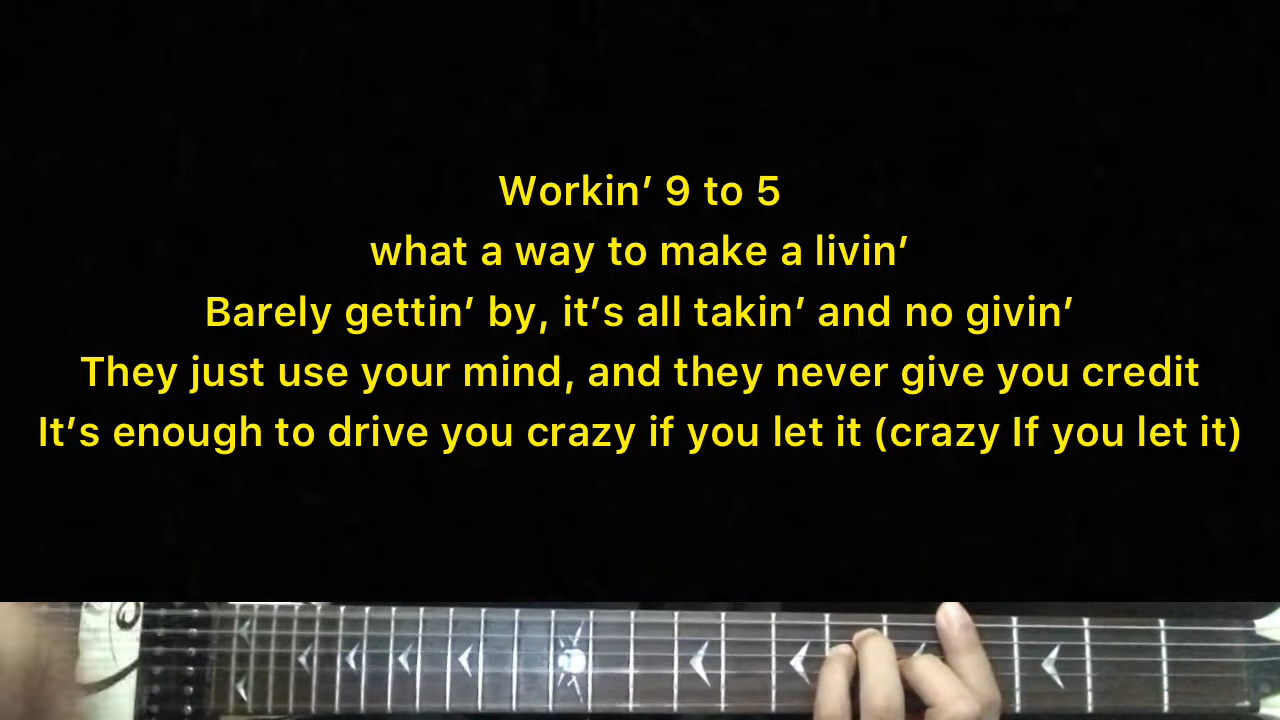 Workin’ 9 to 5
what a way to make a livin’
Barely gettin’ by, it’s all takin’ and no givin’
They just use your mind, and they never give you credit
It’s enough to drive you crazy if you let it (crazy If you let it)